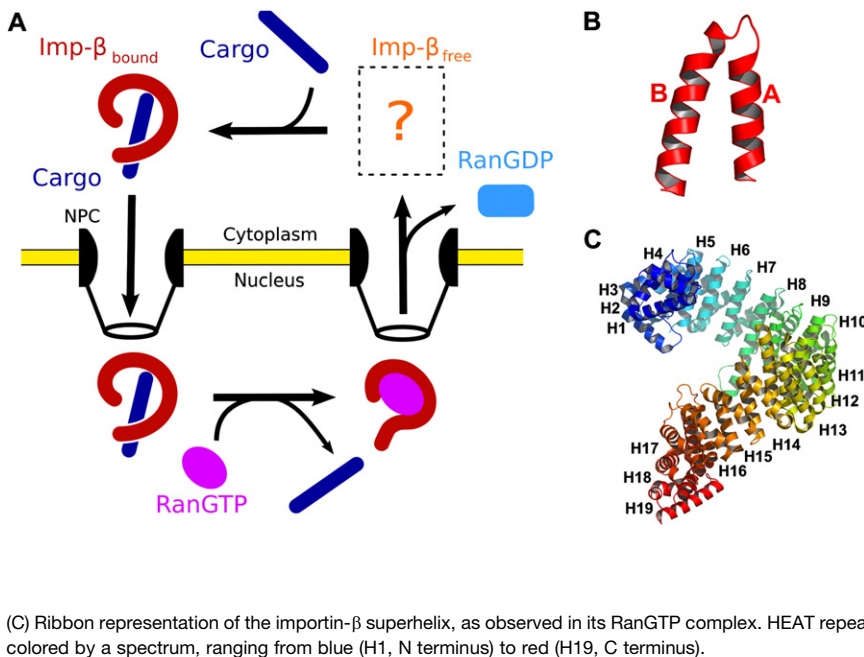 A
Imp-β bound
Cargo
Imp-β free
?
RanGDP
Cargo
NPC
Cytoplasm
Nucleus
RanGTP
B
B
A
C
H1
H2
H3
H4
H5
H6
H7
H8
H9
H10
H11
H12
H13
H14
H15
H16
H17
H18
H19
(C) Ribbon representation of the importin-β superhelix, as observed in its RanGTP complex. HEAT repea
colored by a spectrum, ranging from blue (H1, N terminus) to red (H19, C terminus).